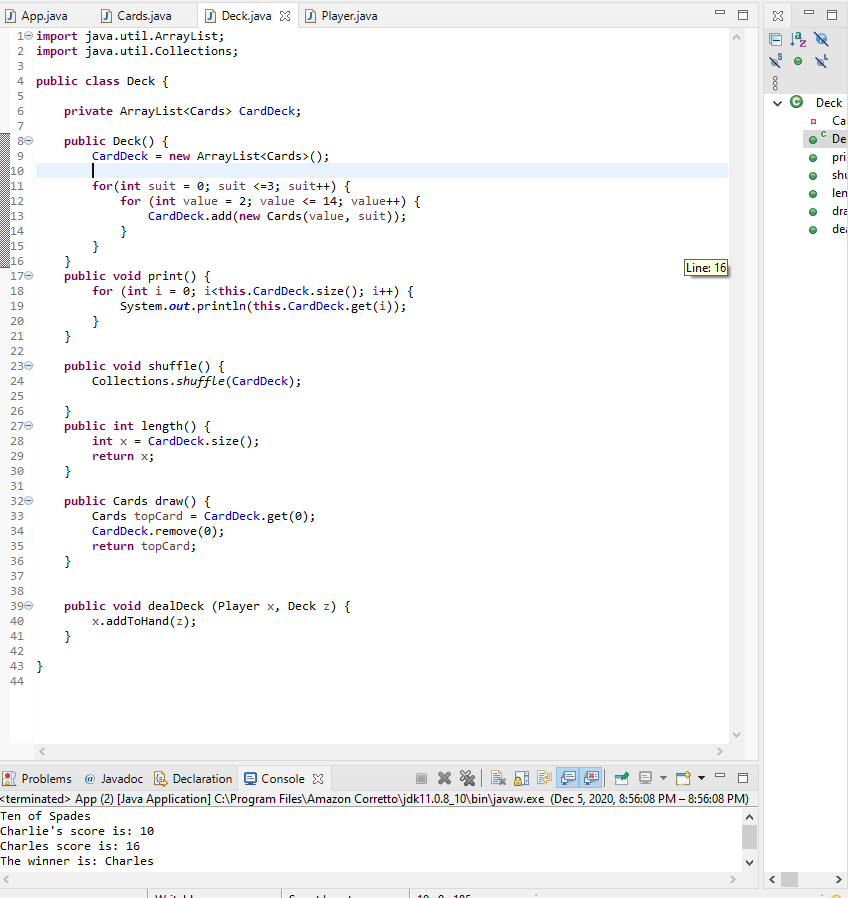 App.java Cards.java Deck.java Player.java
1 import java.util.ArrayList;
2 import java.util.Collections;
3
4 public class Deck {
5
6 private ArrayList<Cards> CardDeck;
7
8 public Deck() {
9 CardDeck = new ArrayList<Cards>();
10
11 for(int suit = 0; suit <=3; suit++) {
12 for (int value = 2; value <= 14; value++) {
13 CardDeck.add(new Cards(value, suit));
14 }
15 }
16 }
Line: 16
17 public void print() {
18 for (int i = 0; i<this.CardDeck.size(); i++) {
19 System.out.println(this.CardDeck.get(i));
20 }
21 }
22
23 public void shuffle() {
24 Collections.shuffle(CardDeck);
25
26 }
27 public int length() {
28 int x = CardDeck.size();
29 return x;
30 }
31
32 public Cards draw() {
33 Cards topCard = CardDeck.get(0);
34 CardDeck.remove(0);
35 return topCard;
36 }
37
38
39 public void dealDeck (Player x, Deck z) {
40 x.addToHand(z);
41 }
42
43 }
44
Deck
Ca
De
pri
shu
len
dra
dea
Problems Javadoc Declaration Console
<terminated> App (2) [Java Application] C:\Program Files\Amazon Corretto\jdk11.0.8_10\bin\javaw.exe (Dec 5, 2020, 8:56:08 PM – 8:56:08 PM)
Ten of Spades
Charlie's score is: 10
Charles score is: 16
The winner is: Charles